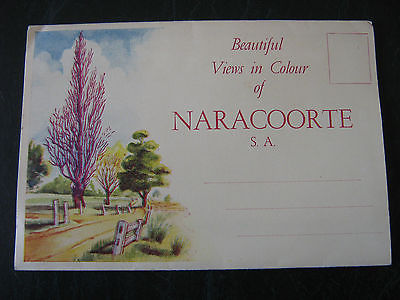 Beautiful
Views in Colour
of
NARACOORTE
S. A.